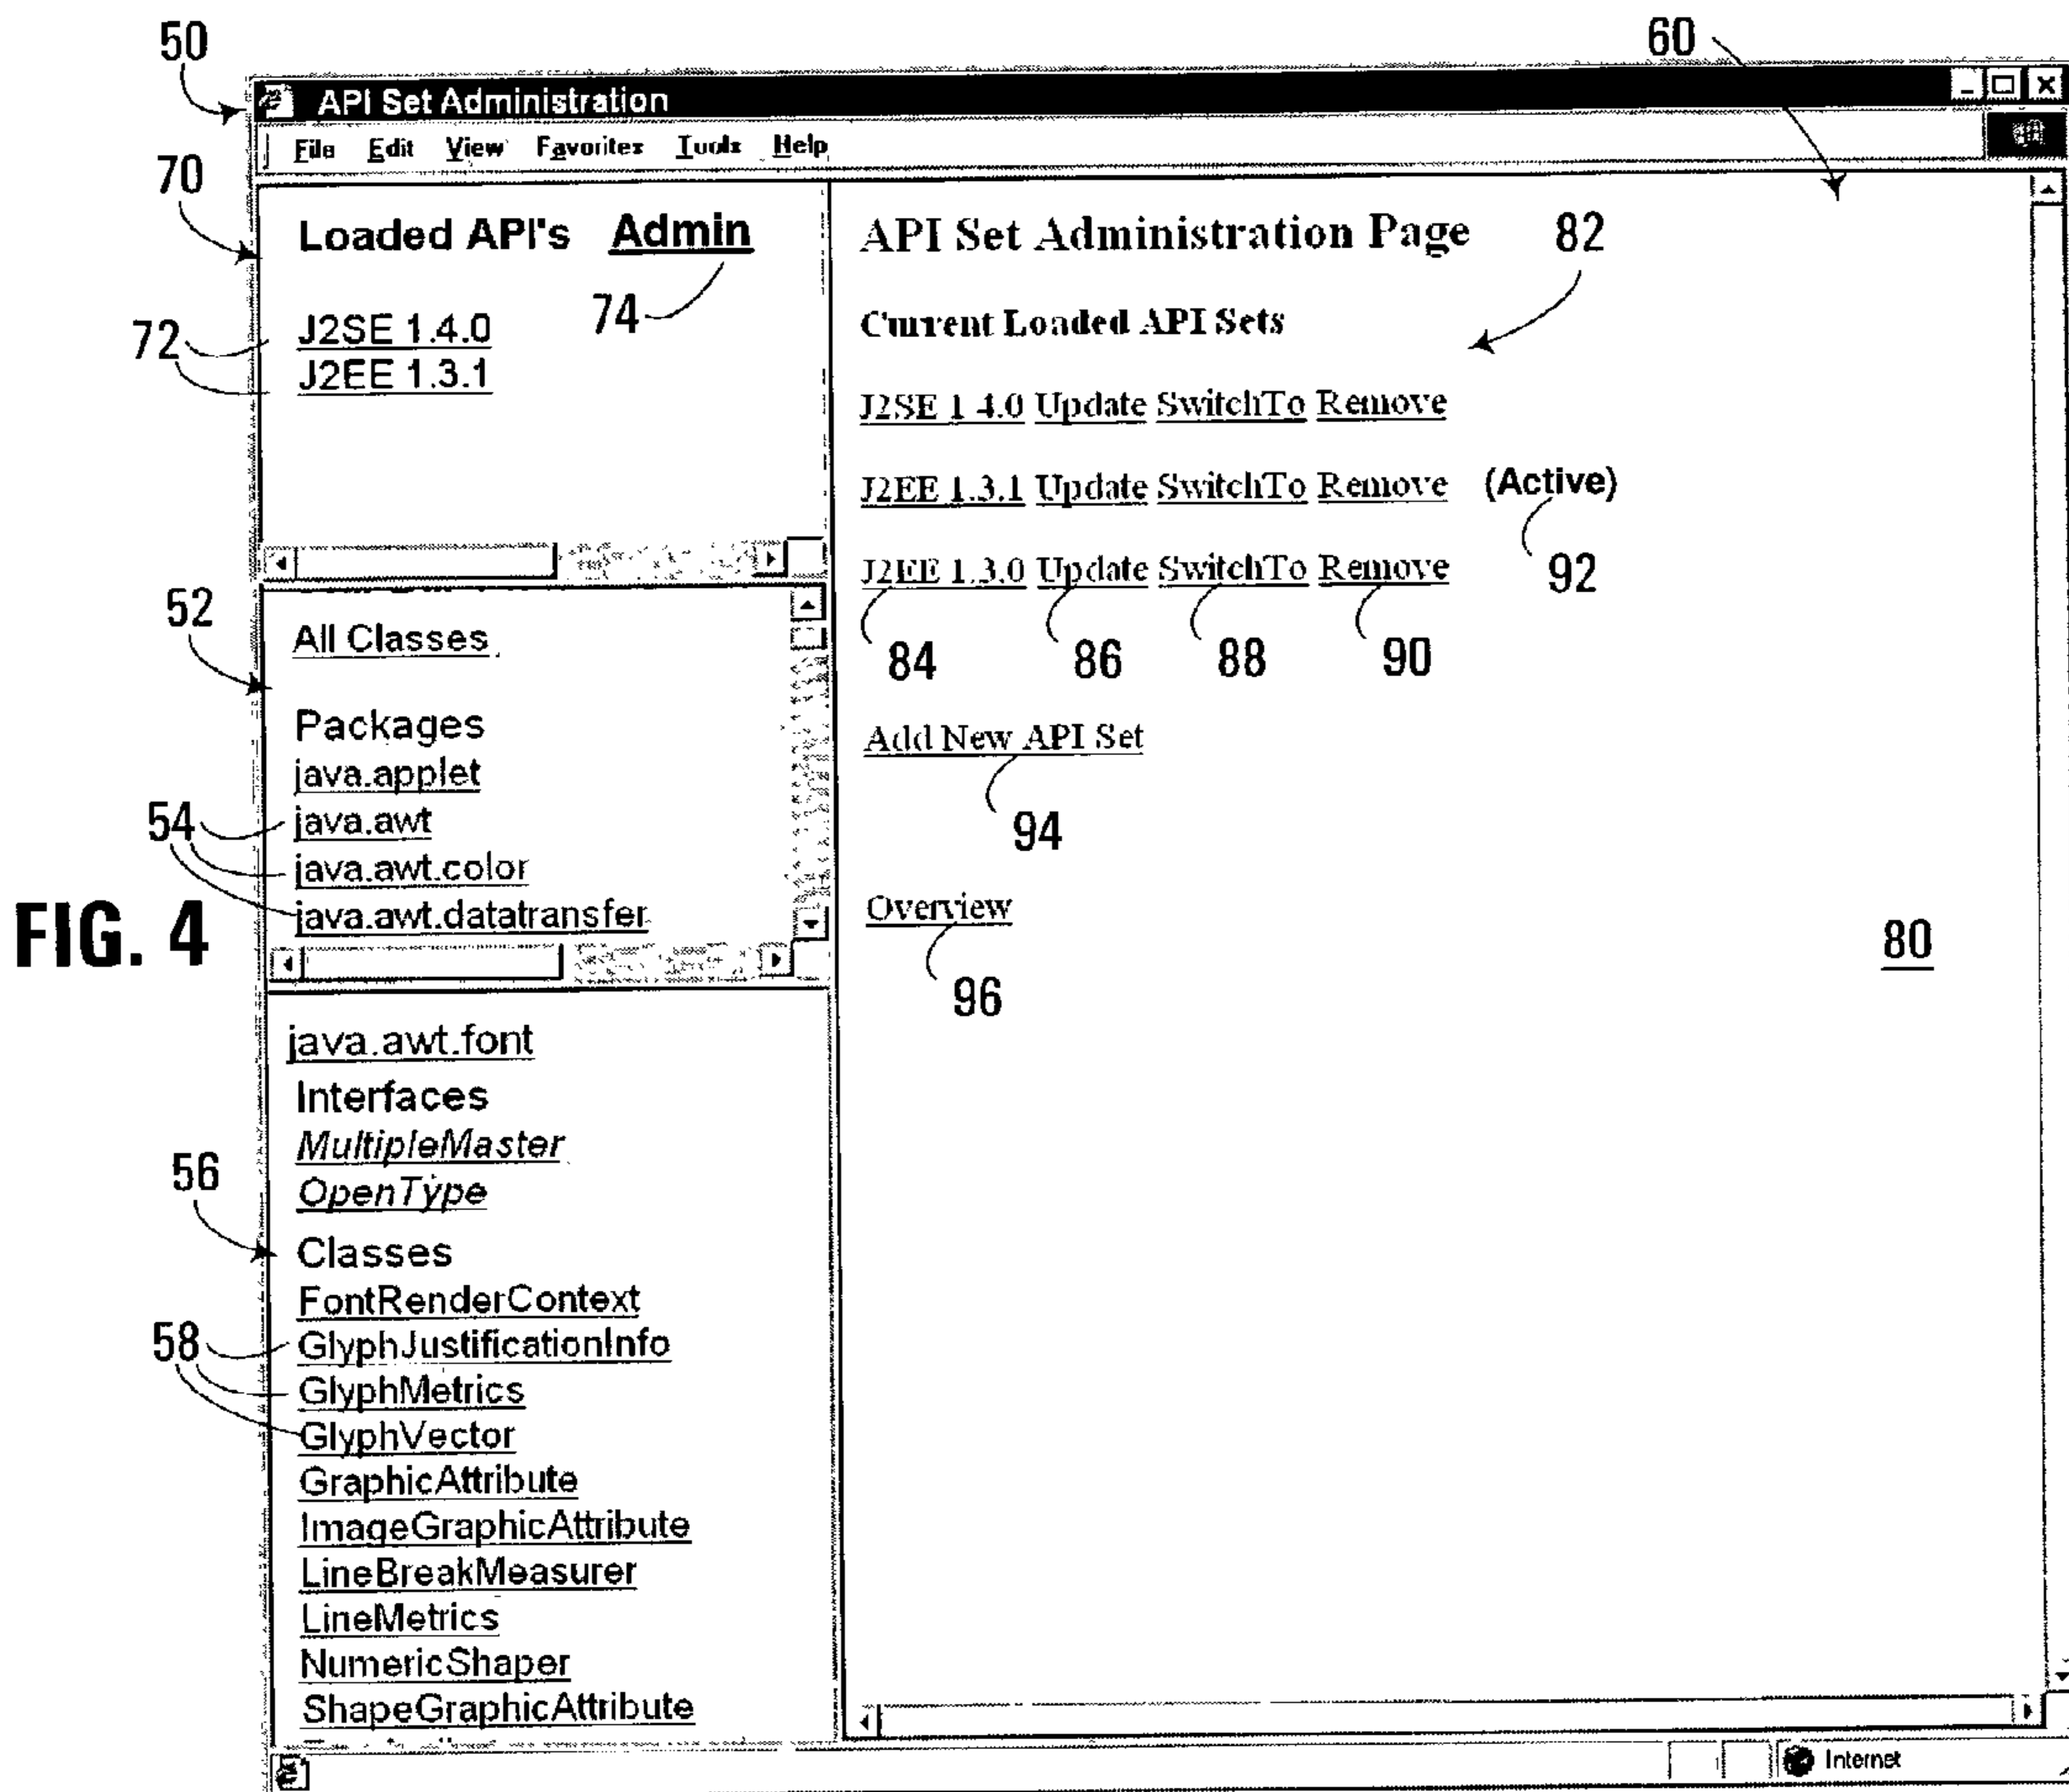 50
60
API Set Administration
File Edit View Favorites Tools Help
70
Loaded API's Admin
74
72
J2SE 1.4.0
J2EE 1.3.1
API Set Administration Page
82
Current Loaded API Sets
J2SE 1.4.0 Update SwitchTo Remove
J2EE 1.3.1 Update SwitchTo Remove (Active)
92
J2EE 1.3.0 Update SwitchTo Remove
84 86 88 90
Add New API Set
94
Overview
96
80
52
All Classes
Packages
java.applet
54
java.awt
java.awt.color
java.awt.datatransfer
FIG. 4
java.awt.font
Interfaces
MultipleMaster
OpenType
56
Classes
FontRenderContext
58
GlyphJustificationInfo
GlyphMetrics
GlyphVector
GraphicAttribute
ImageGraphicAttribute
LineBreakMeasurer
LineMetrics
NumericShaper
ShapeGraphicAttribute
Internet